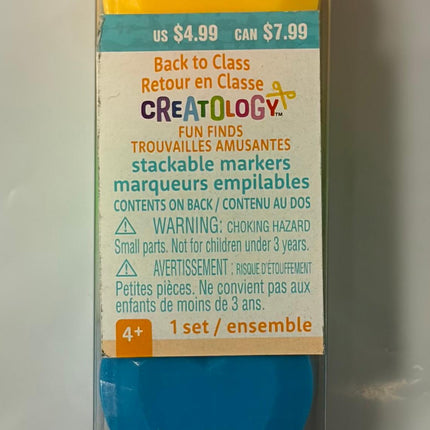 US $4.99 CAN $7.99
Back to Class
Retour en Classe
CREATOLOGY™
FUN FINDS
TROUVAILLES AMUSANTES
stackable markers
marqueurs empilables
CONTENTS ON BACK / CONTENU AU DOS
WARNING: CHOKING HAZARD
Small parts. Not for children under 3 years.
AVERTISSEMENT : RISQUE D'ÉTOUFFEMENT
Petites pièces. Ne convient pas aux
enfants de moins de 3 ans.
4+ 1 set / ensemble